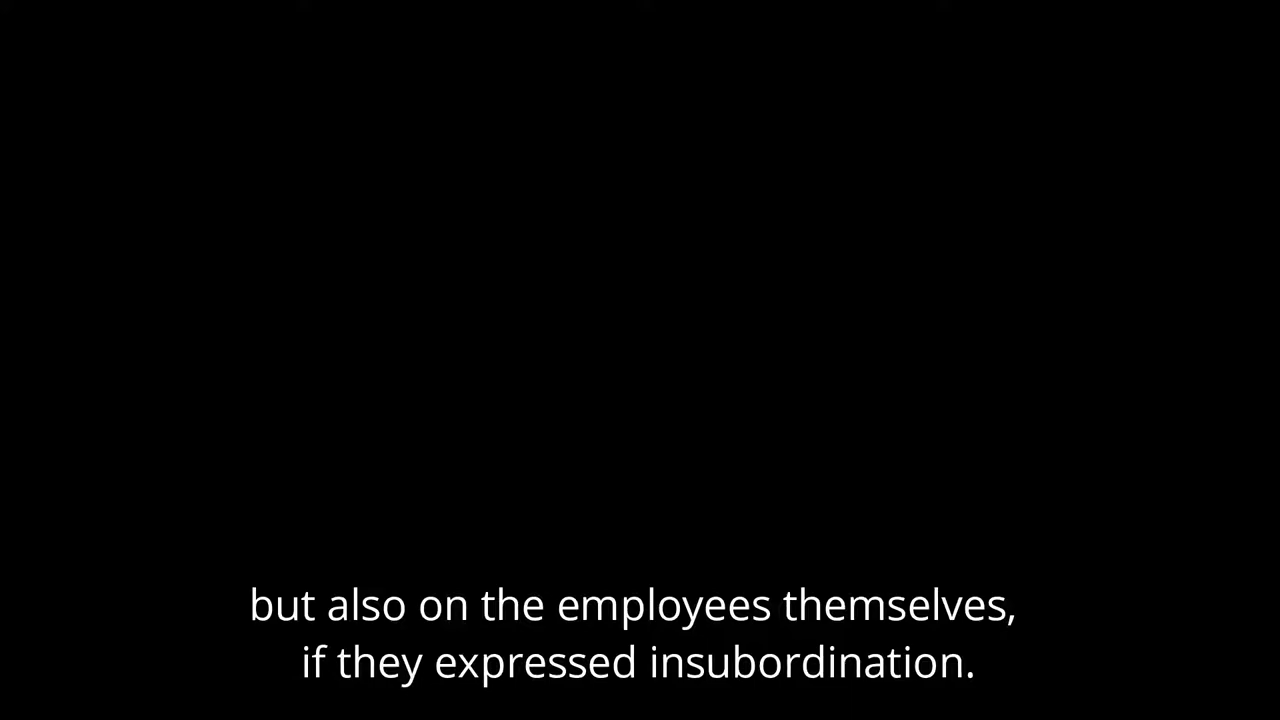 but also on the employees themselves,
if they expressed insubordination.